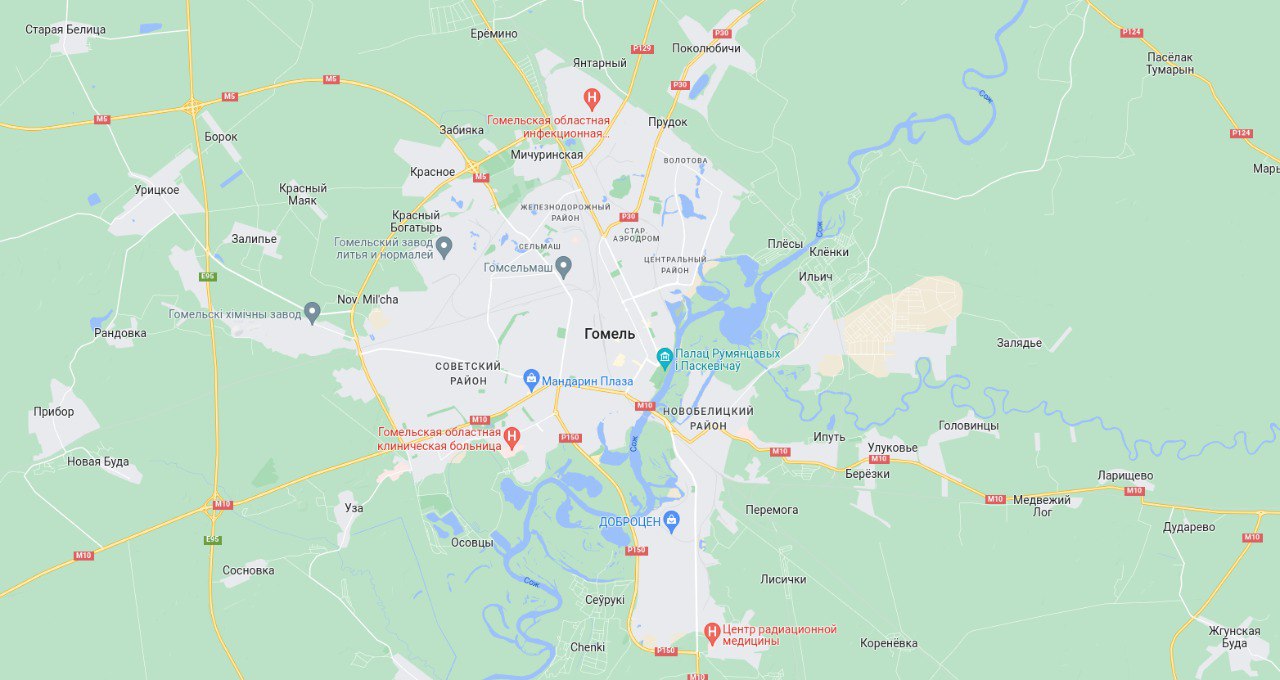 Старая Белица
Ерёмино
P30
P124
P129
Поколюбичи
Янтарный
Пасёлак
Тумарын
M5
P30
M5
Сож
Гомельская областная
инфекционная...
M5
Прудок
Забияка
Борок
P124
Мичуринская
ВОЛОТОВА
Красное
Марь
M5
Урицкое
Красный
Маяк
ЖЕЛЕЗНОДОРОЖНЫЙ
РАЙОН
P30
Красный
Богатырь
Сож
СТАР.
АЭРОДРОМ
Залипье
Гомельский завод
литья и нормалей
СЕЛЬМАШ
Плёсы
Клёнки
ЦЕНТРАЛЬНЫЙ
РАЙОН
Гомсельмаш
E95
Ильич
Nov. Mil'cha
Гомельскі хімічны завод
Рандовка
Гомель
Залядье
Палац Румянцавых
і Паскевічаў
СОВЕТСКИЙ
РАЙОН
Мандарин Плаза
M10
Прибор
НОВОБЕЛИЦКИЙ
РАЙОН
M10
Головинцы
Гомельская областная
клиническая больница
P150
Сож
Ипуть
Улуковье
M10
M10
Новая Буда
Берёзки
Ларищево
M10
M10
Медвежий
Лог
M10
Уза
Перемога
ДОБРОЦЕН
Дударево
E95
Осовцы
M10
M10
P150
Сосновка
Сож
Лисички
Сеўрукі
Центр радиационной
медицины
Жгунская
Буда
Chenki
P150
Коренёвка
M10